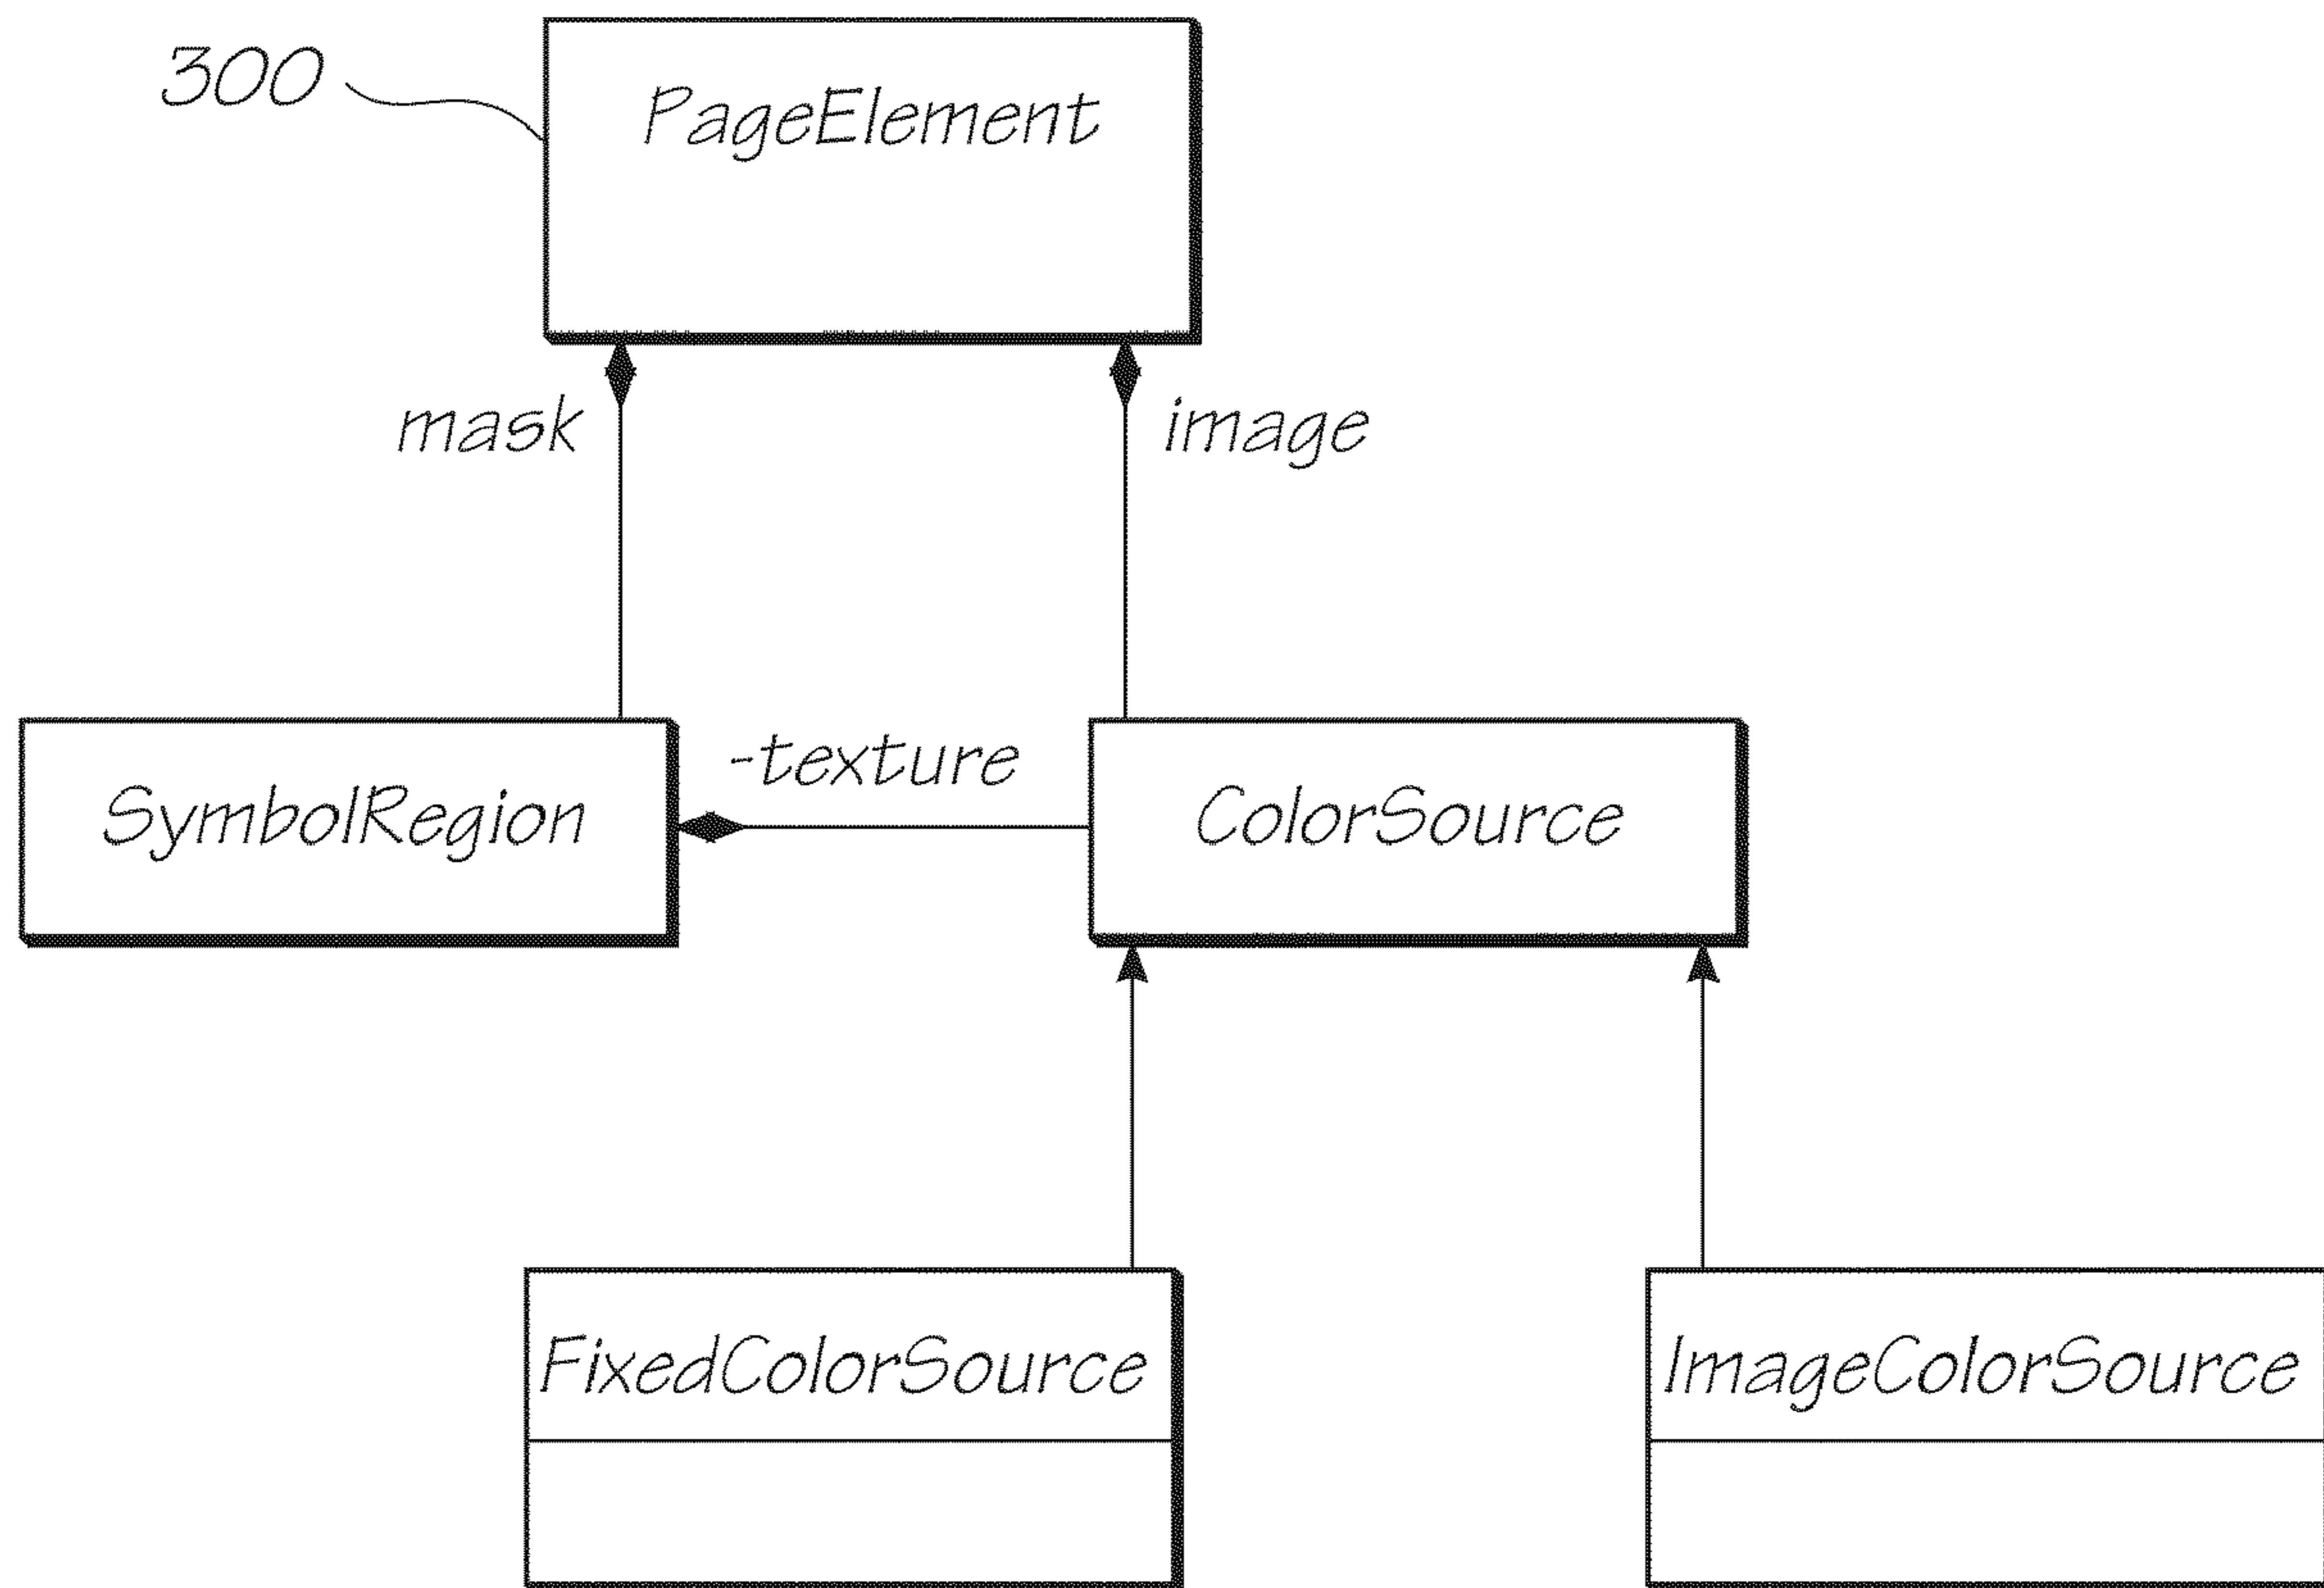 300
PageElement
mask
image
-texture
SymbolRegion
ColorSource
FixedColorSource
ImageColorSource